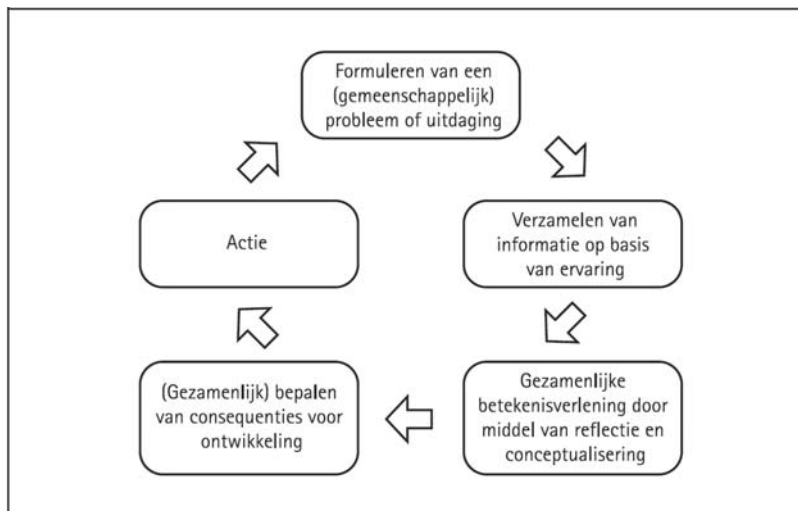 Formuleren van een
(gemeenschappelijk)
probleem of uitdaging
Verzamelen van
informatie op basis
van ervaring
Gezamenlijke
betekenisverlening door
middel van reflectie en
conceptualisering
(Gezamenlijk) bepalen
van consequenties voor
ontwikkeling
Actie